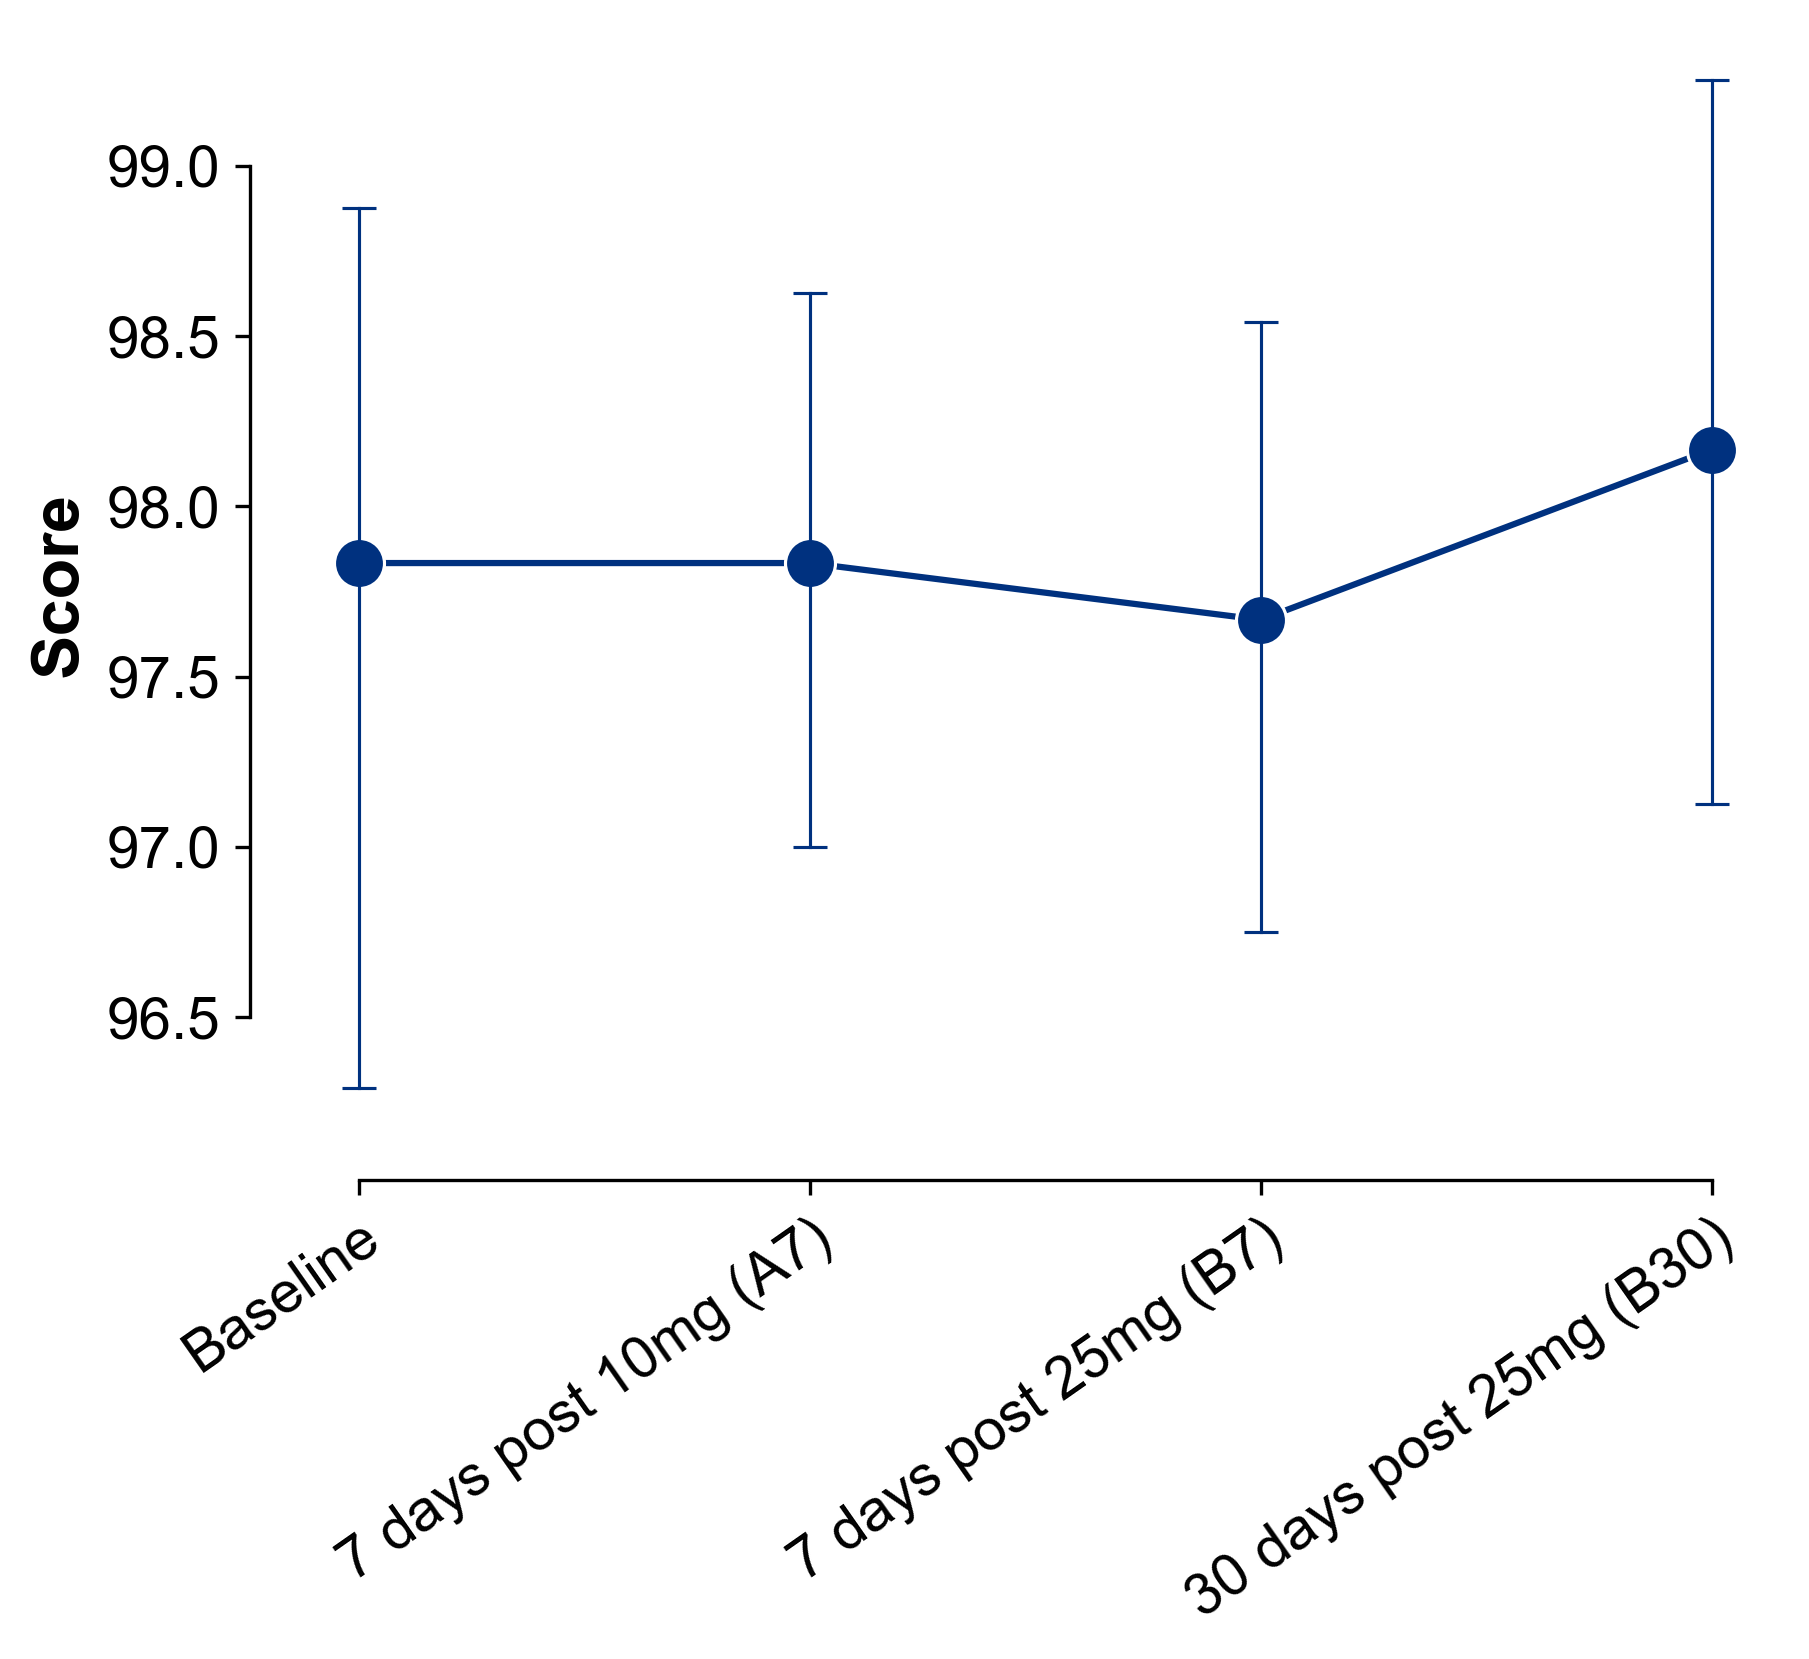 99.0
98.5
98.0
97.5
97.0
96.5
Score
Baseline
7 days post 10mg (A7)
7 days post 25mg (B7)
30 days post 25mg (B30)